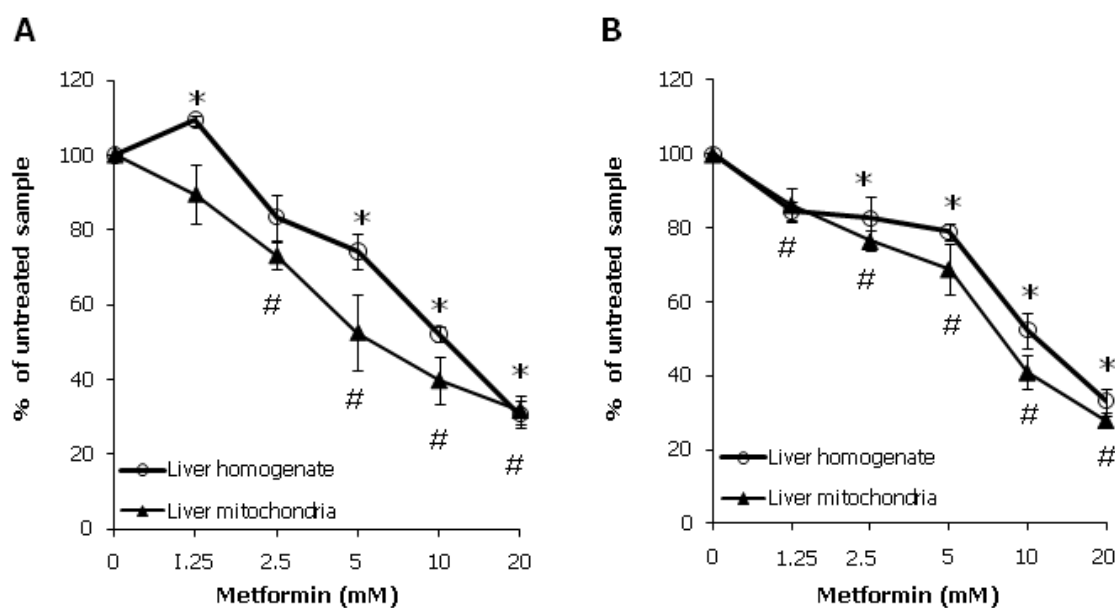 A
% of untreated sample
120
*
100
80
*
#
*
60
*
40
#
#
#
20
Liver homogenate
Liver mitochondria
0
0 1.25 2.5 5 10 20
Metformin (mM)
B
% of untreated sample
120
100
*
*
80
#
#
*
60
#
*
40
#
#
20
Liver homogenate
Liver mitochondria
0
0 1.25 2.5 5 10 20
Metformin (mM)